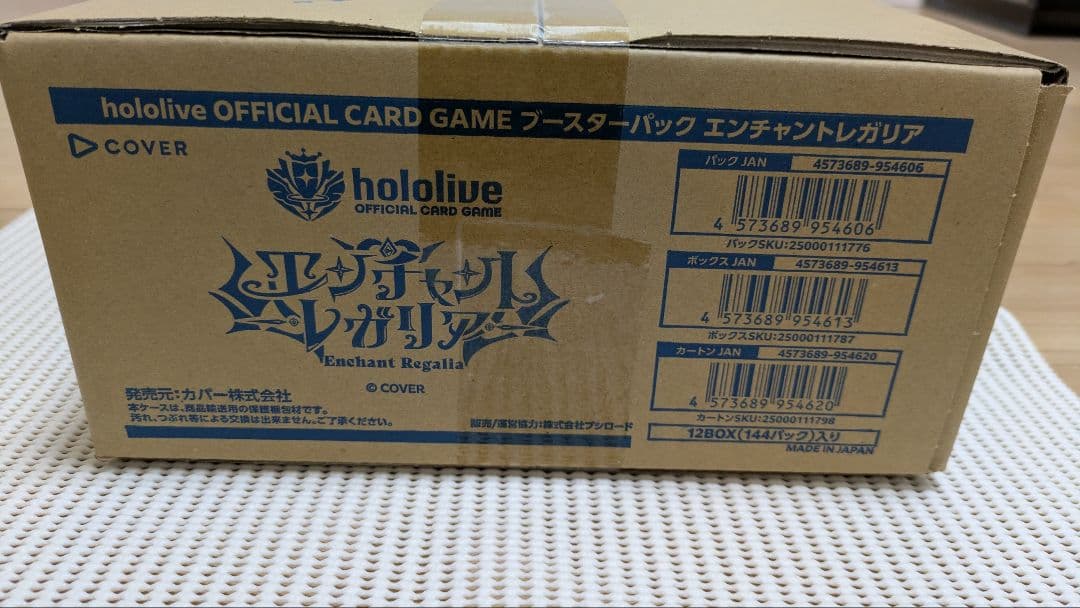 hololive OFFICIAL CARD GAME ブースターパック エンチャントレガリア
COVER
hololive
OFFICIAL CARD GAME
エンチャント
レガリア
Enchant Regalia
© COVER
発売元:カバー株式会社
本ケースは、商品輸送用の保護梱包材です。
汚れ、つぶれ等による交換は出来ません。ご了承ください。
販売/運営協力:株式会社ブシロード
パック JAN 4573689-954606
4 573689 954606
パックSKU:25000111776
ボックス JAN 4573689-954613
4 573689 954613
ボックスSKU:25000111787
カートン JAN 4573689-954620
4 573689 954620
カートンSKU:25000111798
12BOX(144パック)入り
MADE IN JAPAN